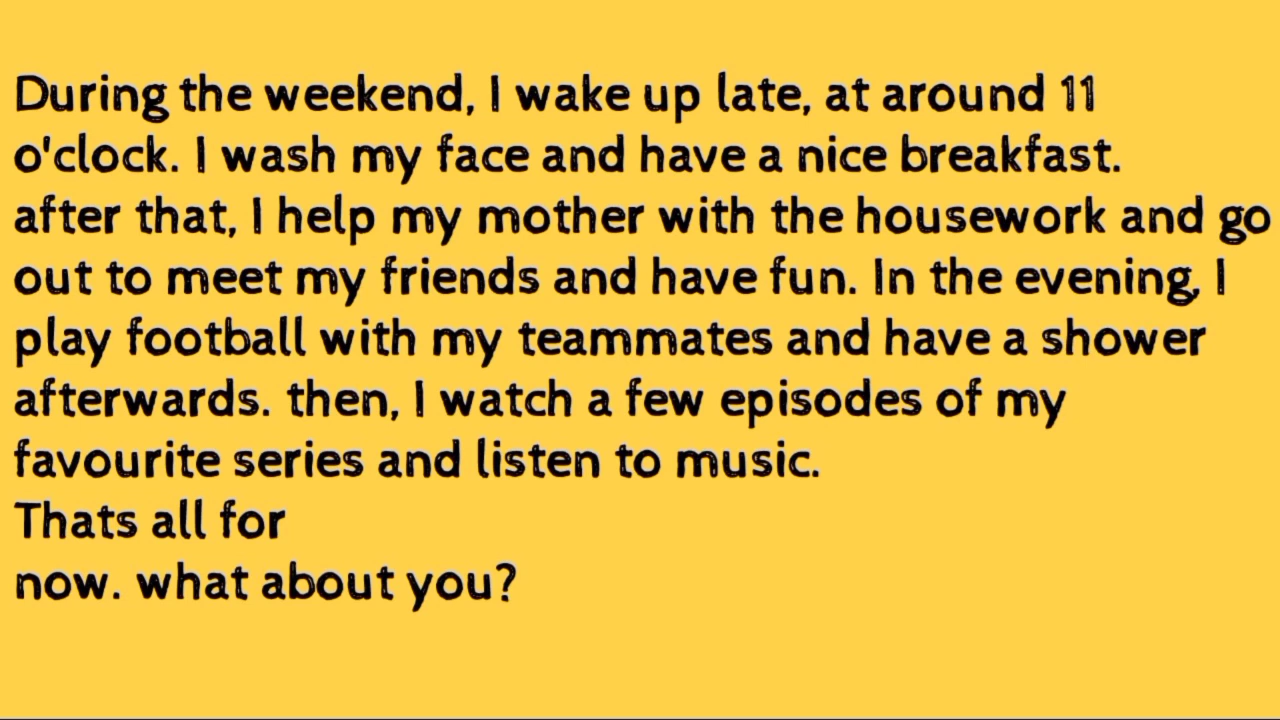 During the weekend, I wake up late, at around 11
o'clock. I wash my face and have a nice breakfast.
after that, I help my mother with the housework and go
out to meet my friends and have fun. In the evening, I
play football with my teammates and have a shower
afterwards. then, I watch a few episodes of my
favourite series and listen to music.
Thats all for
now. what about you?